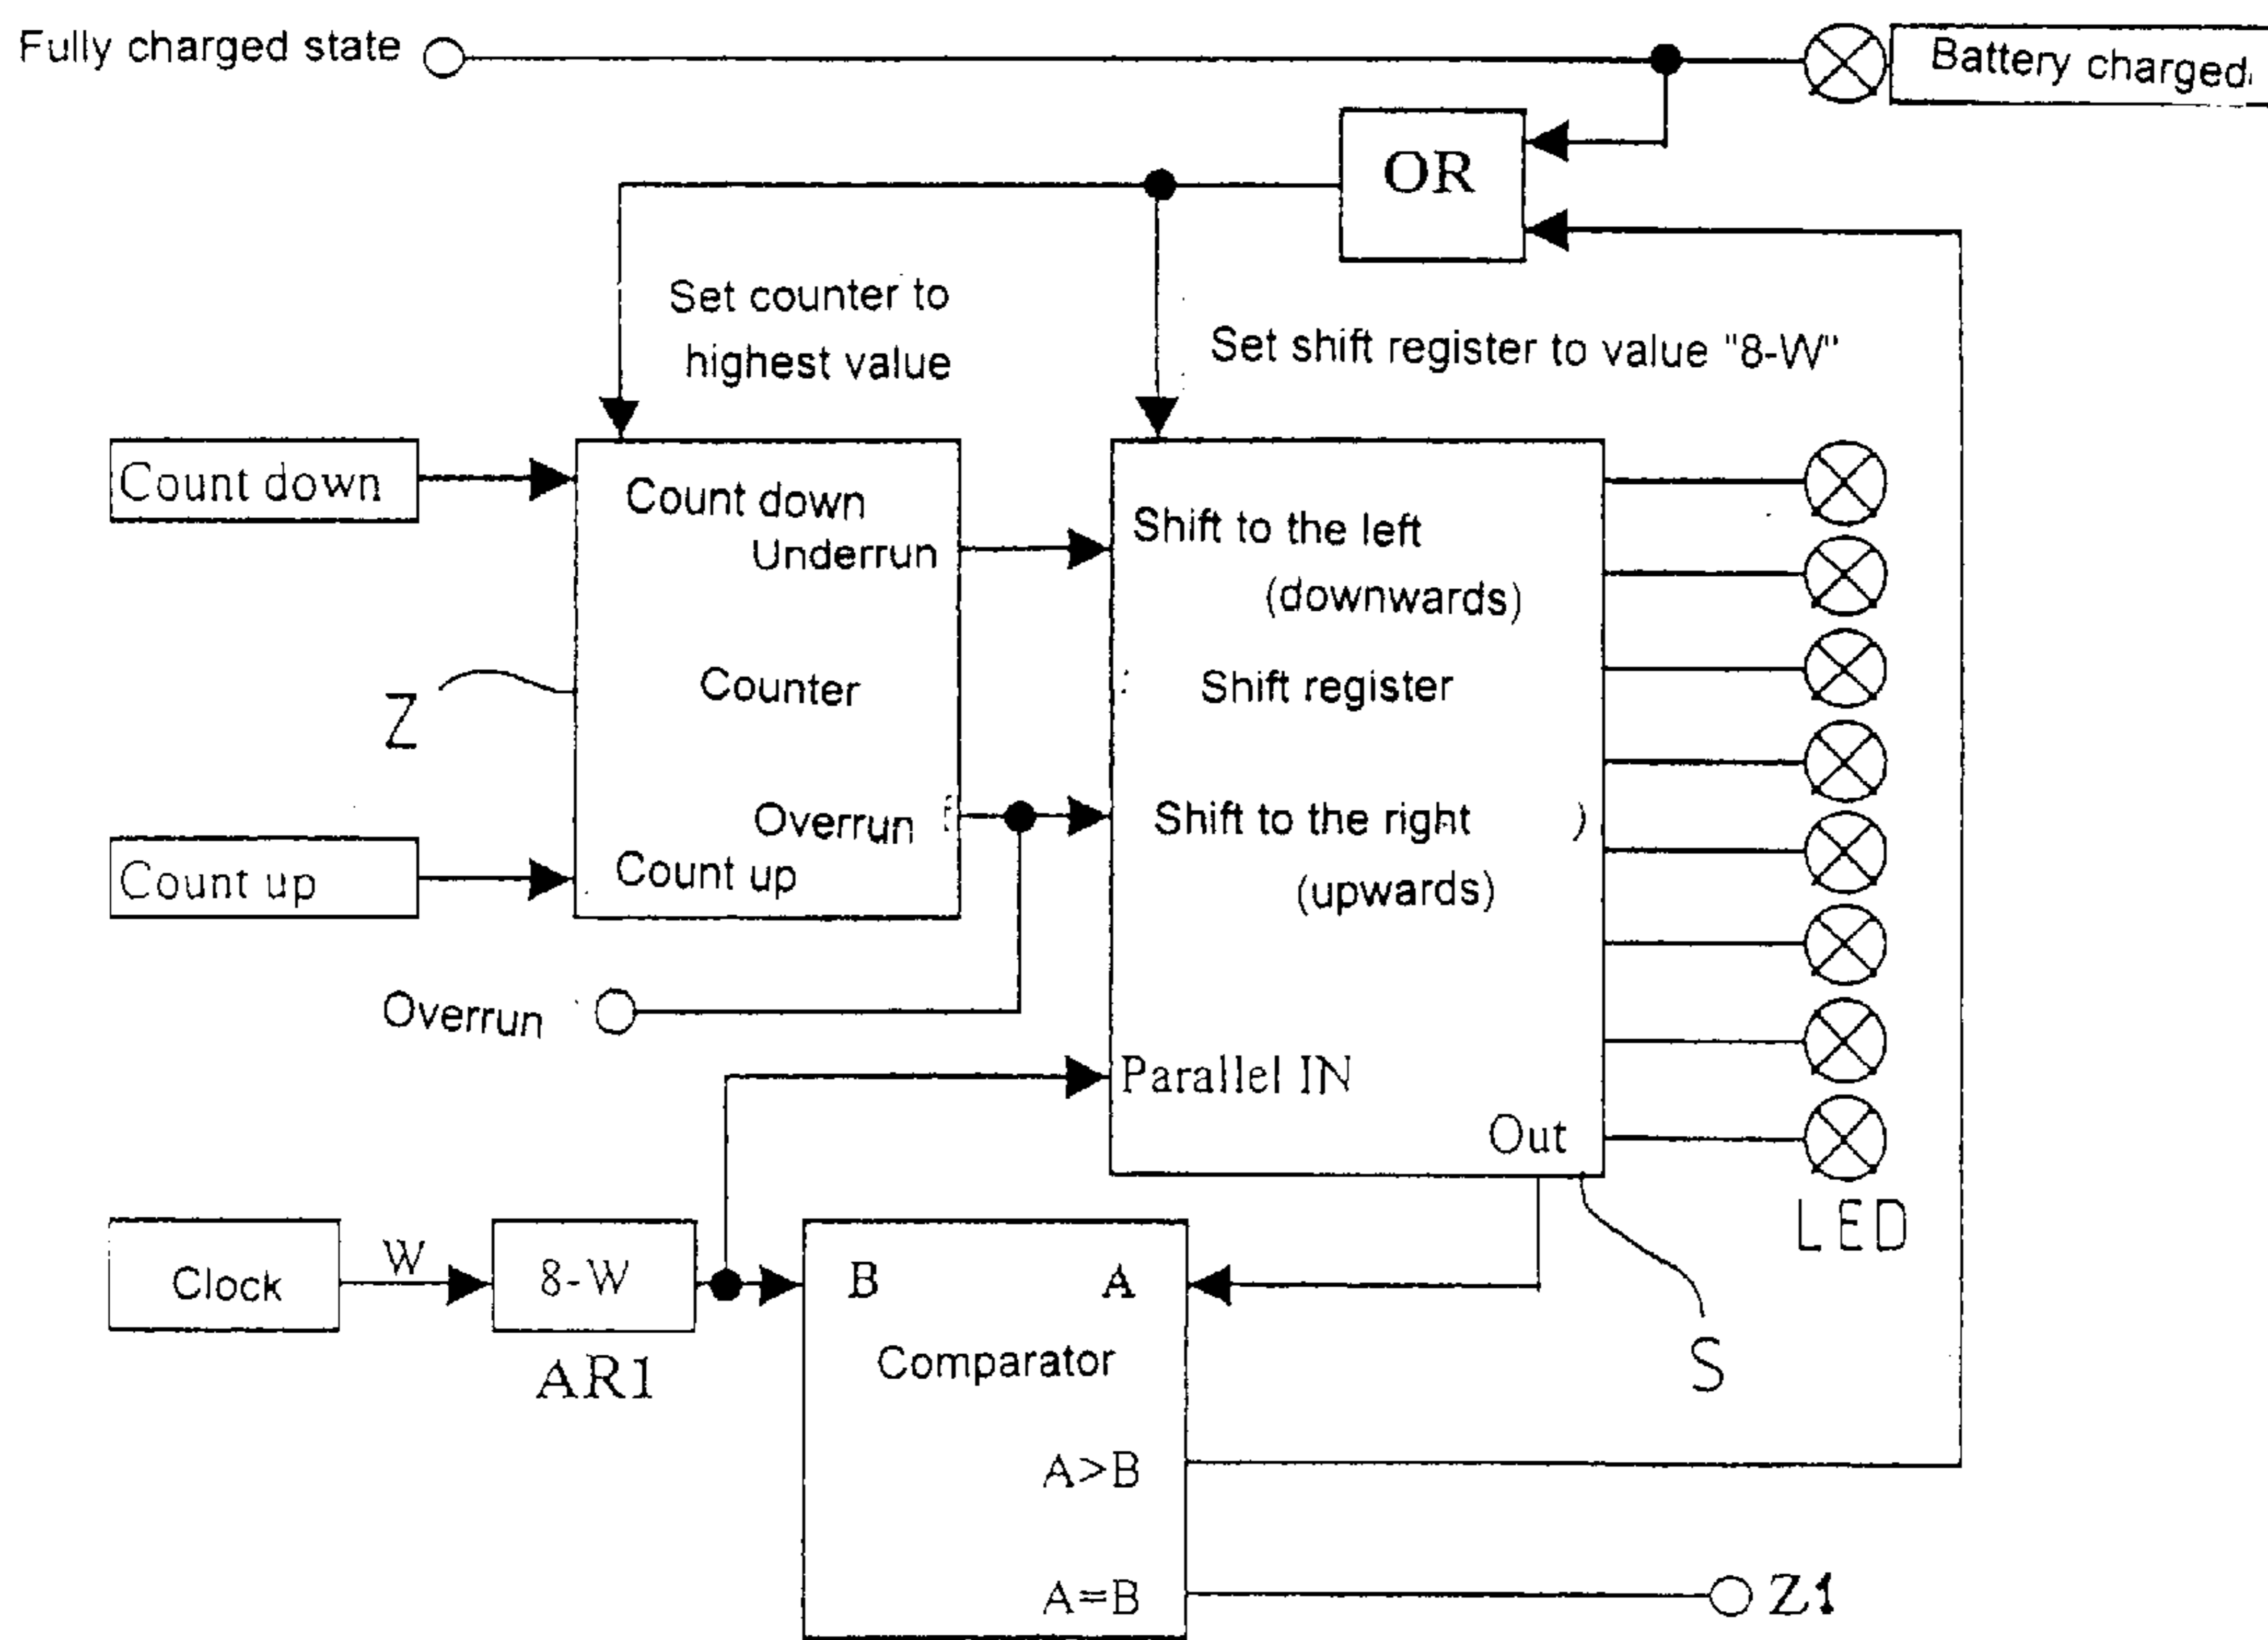 Fully charged state
Battery charged
OR
Set counter to
highest value
Set shift register to value "8-W"
Count down
Count down
Underrun
Shift to the left
(downwards)
Z
Counter
Shift register
Overrun
Shift to the right )
Count up
Count up
(upwards)
Overrun
Parallel IN
Out
LED
Clock
W
8-W
B
A
AR1
Comparator
S
A>B
A=B
Z1